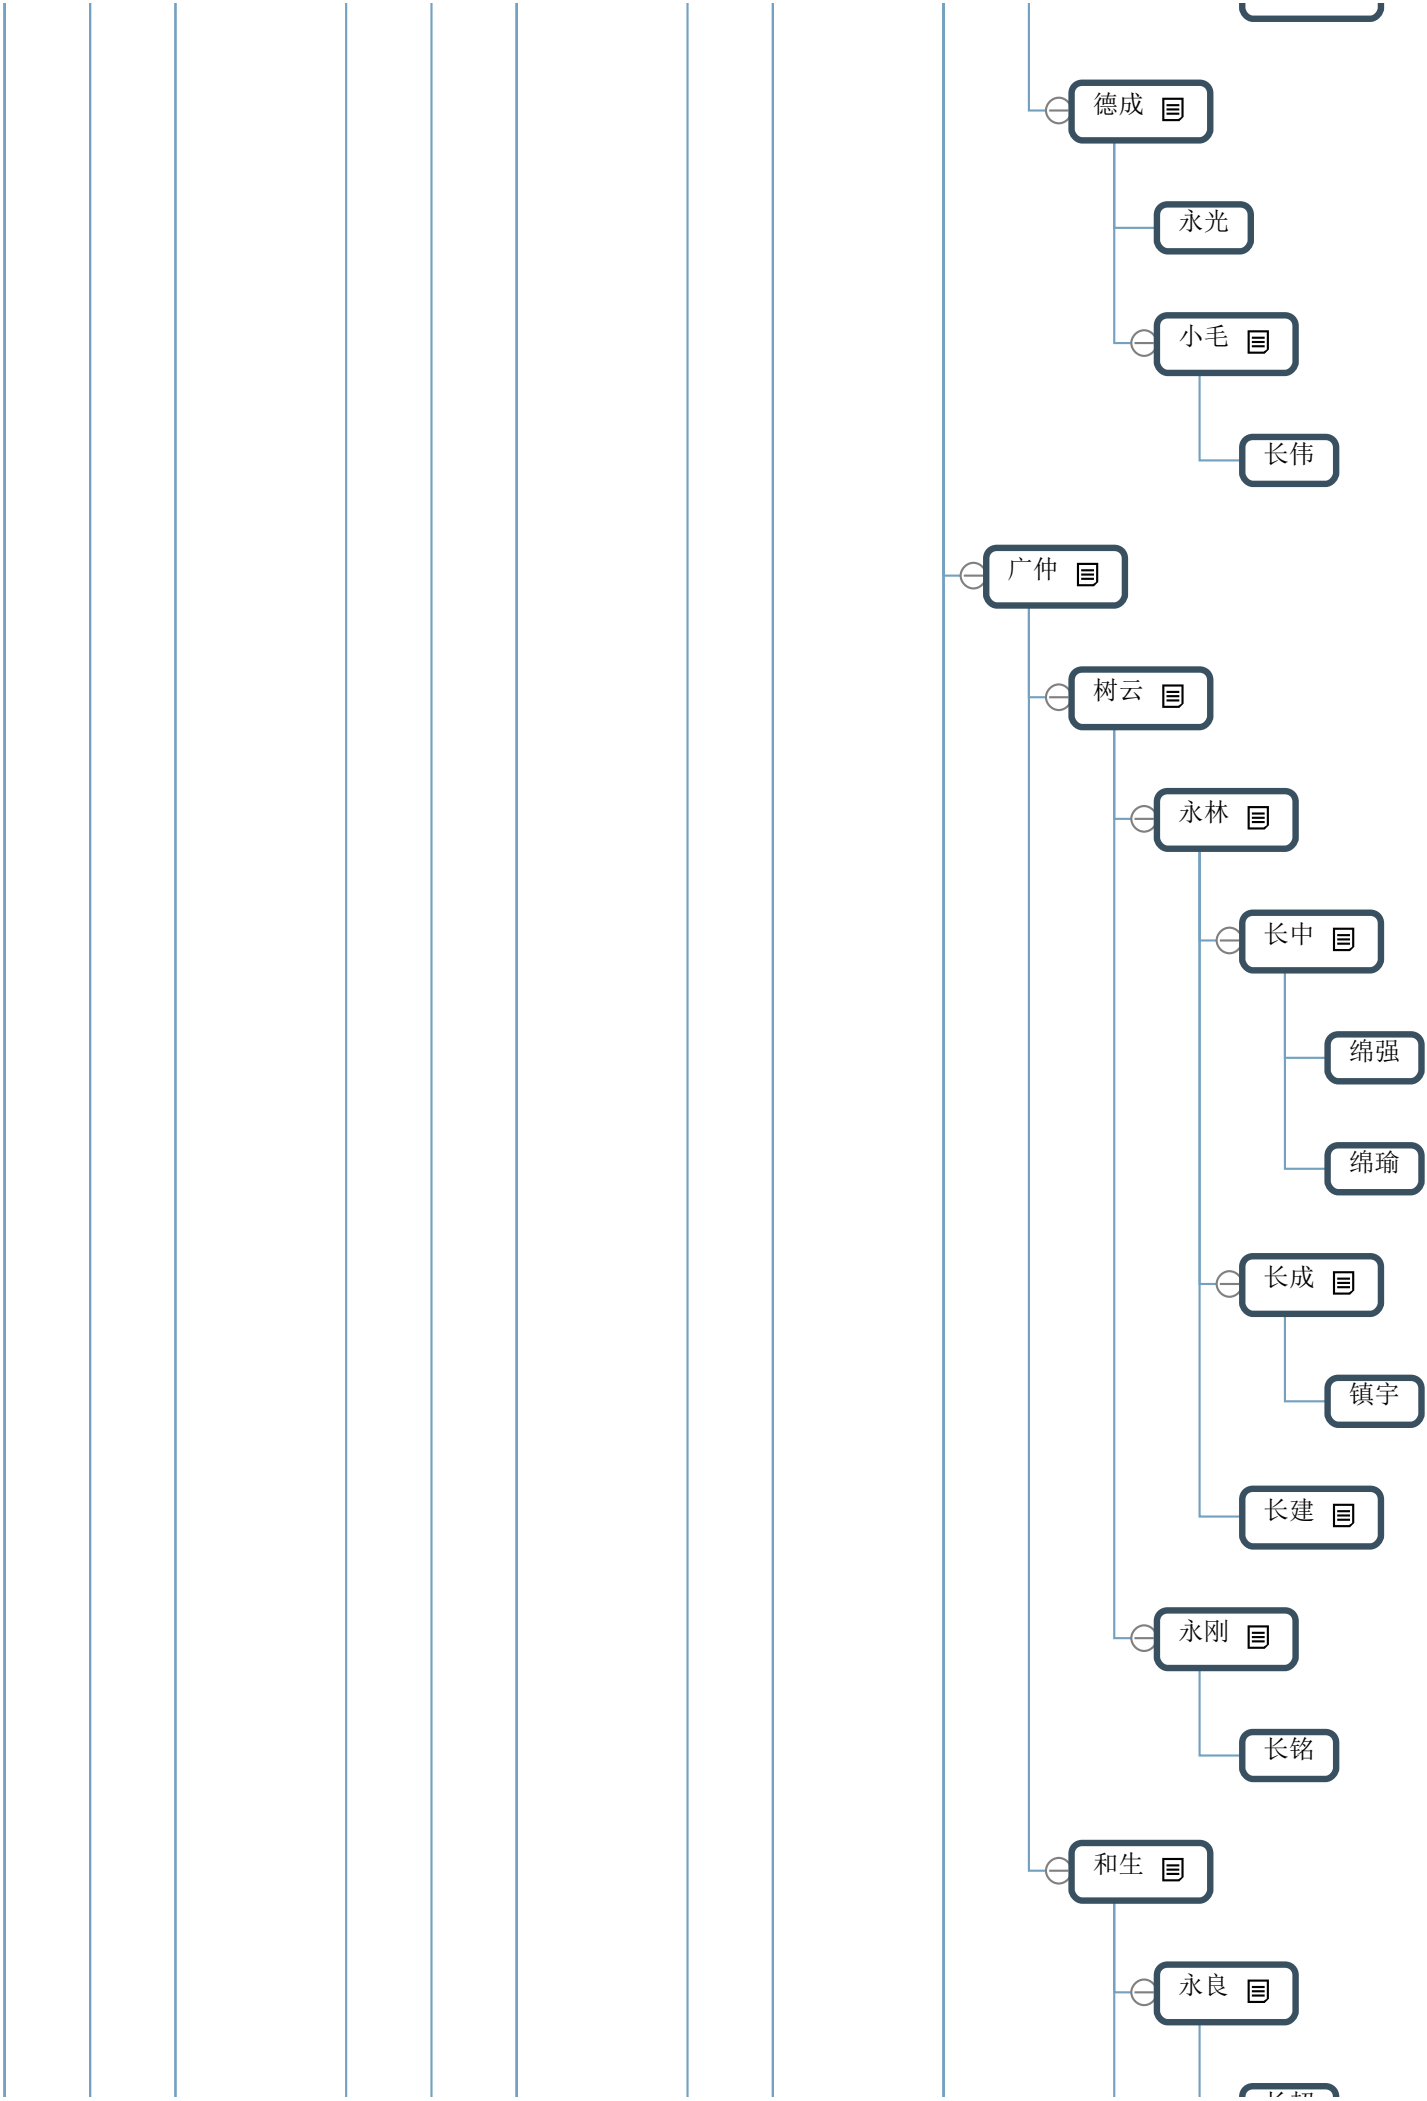 德成
永光
小毛
长伟
广仲
树云
永林
长中
绵强
绵瑜
长成
镇宇
长建
永刚
长铭
和生
永良